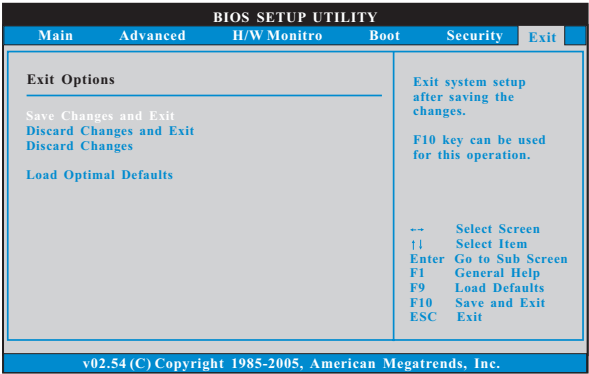 BIOS SETUP UTILITY
Main Advanced H/W Monitro Boot Security Exit
Exit Options
Save Changes and Exit
Discard Changes and Exit
Discard Changes
Load Optimal Defaults
Exit system setup
after saving the
changes.
F10 key can be used
for this operation.
←→ Select Screen
↑↓ Select Item
Enter Go to Sub Screen
F1 General Help
F9 Load Defaults
F10 Save and Exit
ESC Exit
v02.54 (C) Copyright 1985-2005, American Megatrends, Inc.